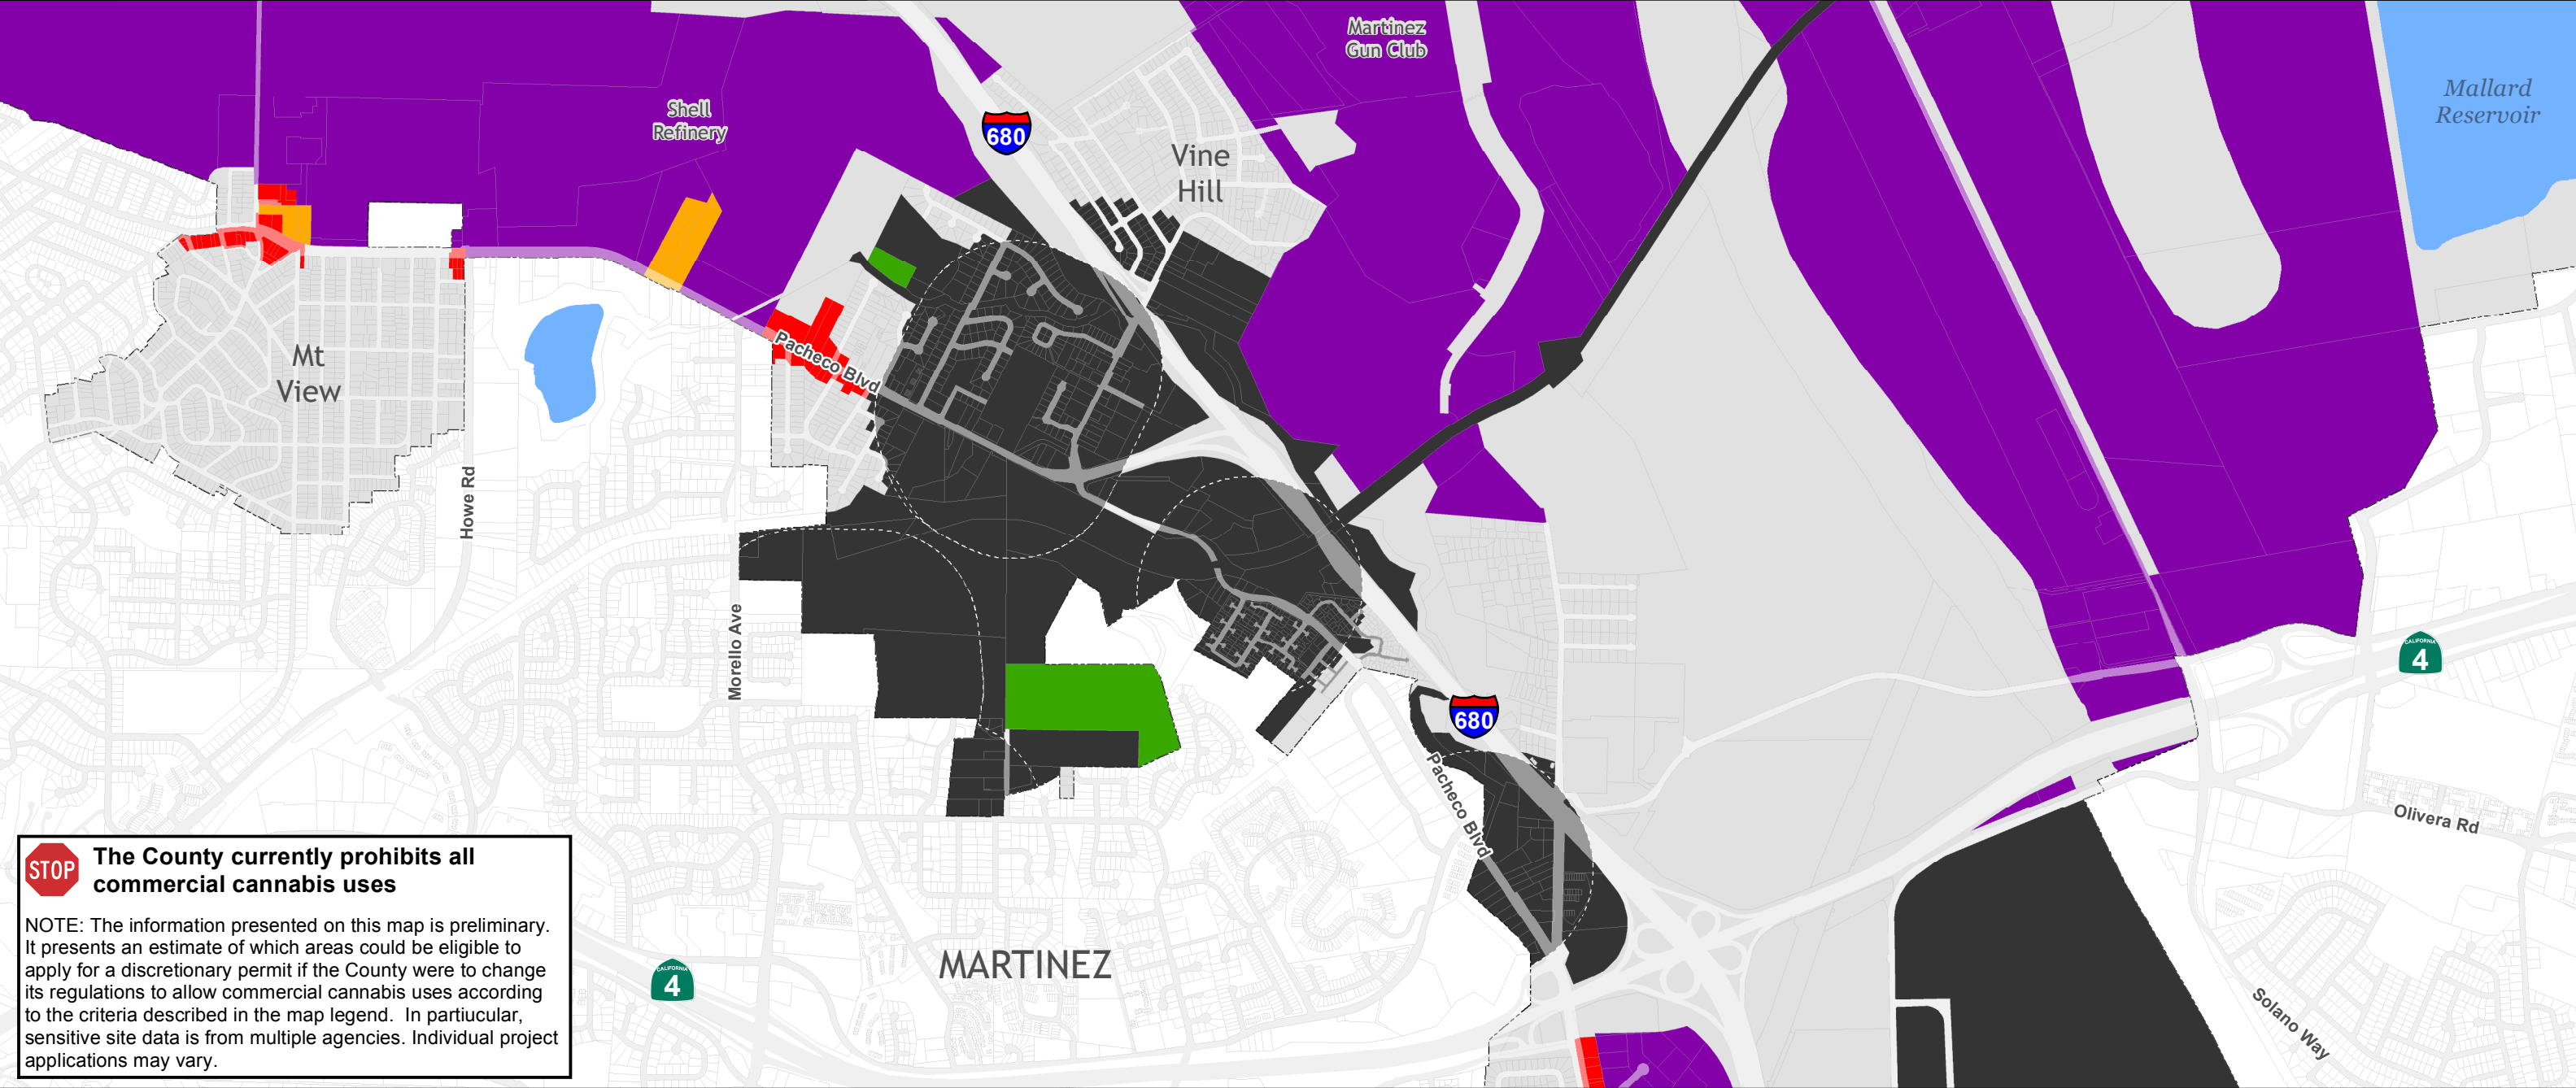 Martinez
Gun Club
Mallard
Reservoir
Shell
Refinery
680
Vine
Hill
Mt
View
Pacheco Blvd
Howe Rd
Morello Ave
CALIFORNIA
4
680
Pacheco Blvd
Olivera Rd
STOP
The County currently prohibits all
commercial cannabis uses
NOTE: The information presented on this map is preliminary.
It presents an estimate of which areas could be eligible to
apply for a discretionary permit if the County were to change
its regulations to allow commercial cannabis uses according
to the criteria described in the map legend.  In partiucular,
sensitive site data is from multiple agencies. Individual project
applications may vary.
MARTINEZ
CALIFORNIA
4
Solano Way